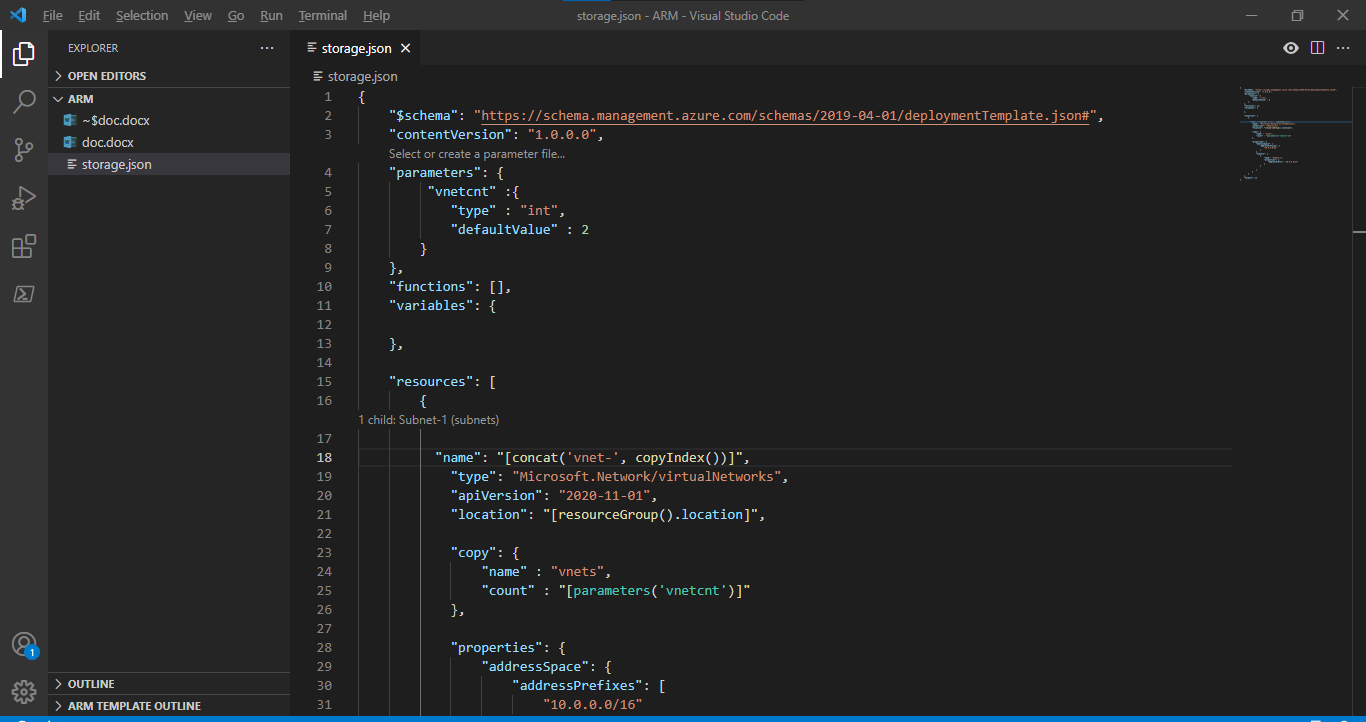 File Edit Selection View Go Run Terminal Help
storage.json - ARM - Visual Studio Code
EXPLORER
OPEN EDITORS
ARM
~$doc.docx
doc.docx
storage.json
1
OUTLINE
ARM TEMPLATE OUTLINE
storage.json
storage.json
1 {
2 "$schema": "https://schema.management.azure.com/schemas/2019-04-01/deploymentTemplate.json#",
3 "contentVersion": "1.0.0.0",
Select or create a parameter file...
4 "parameters": {
5 "vnetcnt" :{
6 "type" : "int",
7 "defaultValue" : 2
8 }
9 },
10 "functions": [],
11 "variables": {
12
13 },
14
15 "resources": [
16 {
1 child: Subnet-1 (subnets)
17
18 "name": "[concat('vnet-', copyIndex())]",
19 "type": "Microsoft.Network/virtualNetworks",
20 "apiVersion": "2020-11-01",
21 "location": "[resourceGroup().location]",
22
23 "copy": {
24 "name" : "vnets",
25 "count" : "[parameters('vnetcnt')]"
26 },
27
28 "properties": {
29 "addressSpace": {
30 "addressPrefixes": [
31 "10.0.0.0/16"